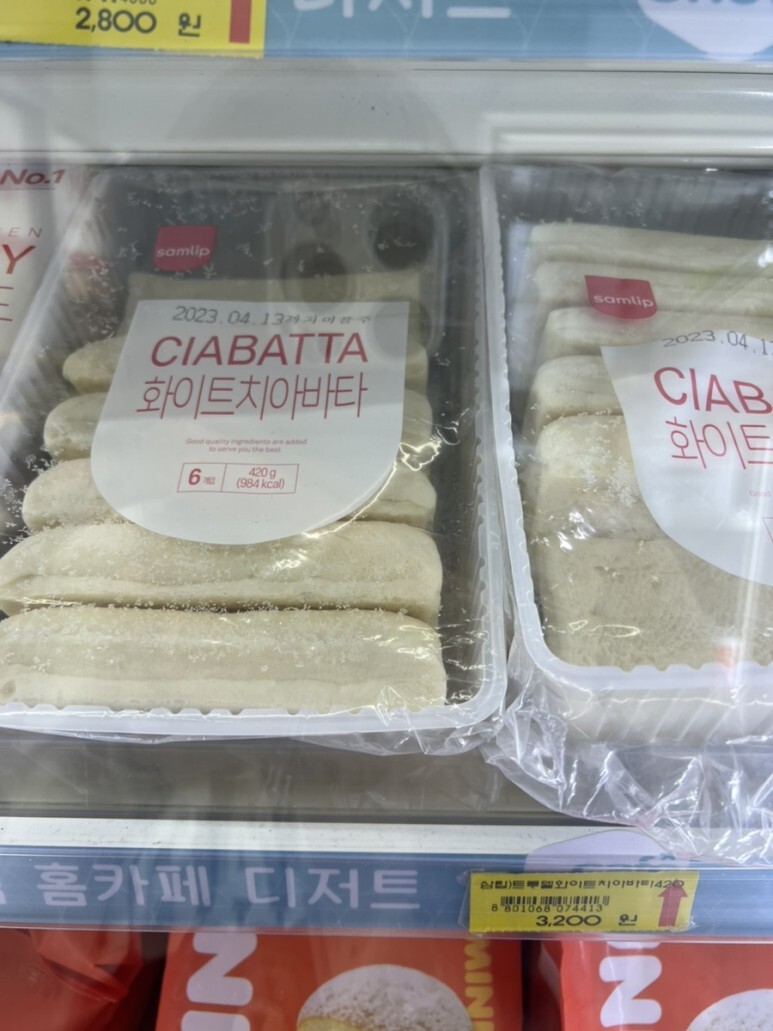 2,800 원
디저트
No.1
samlip
2023.04.13까지
CIABATTA
화이트치아바타
Good quality ingredients are added
to serve you the best
6개입
420 g
(984 kcal)
samlip
2023.04.1
CIAB
화이트
홈카페 디저트
삼립)트루델화이트치아바타420
8 801068 074413
3,200 원